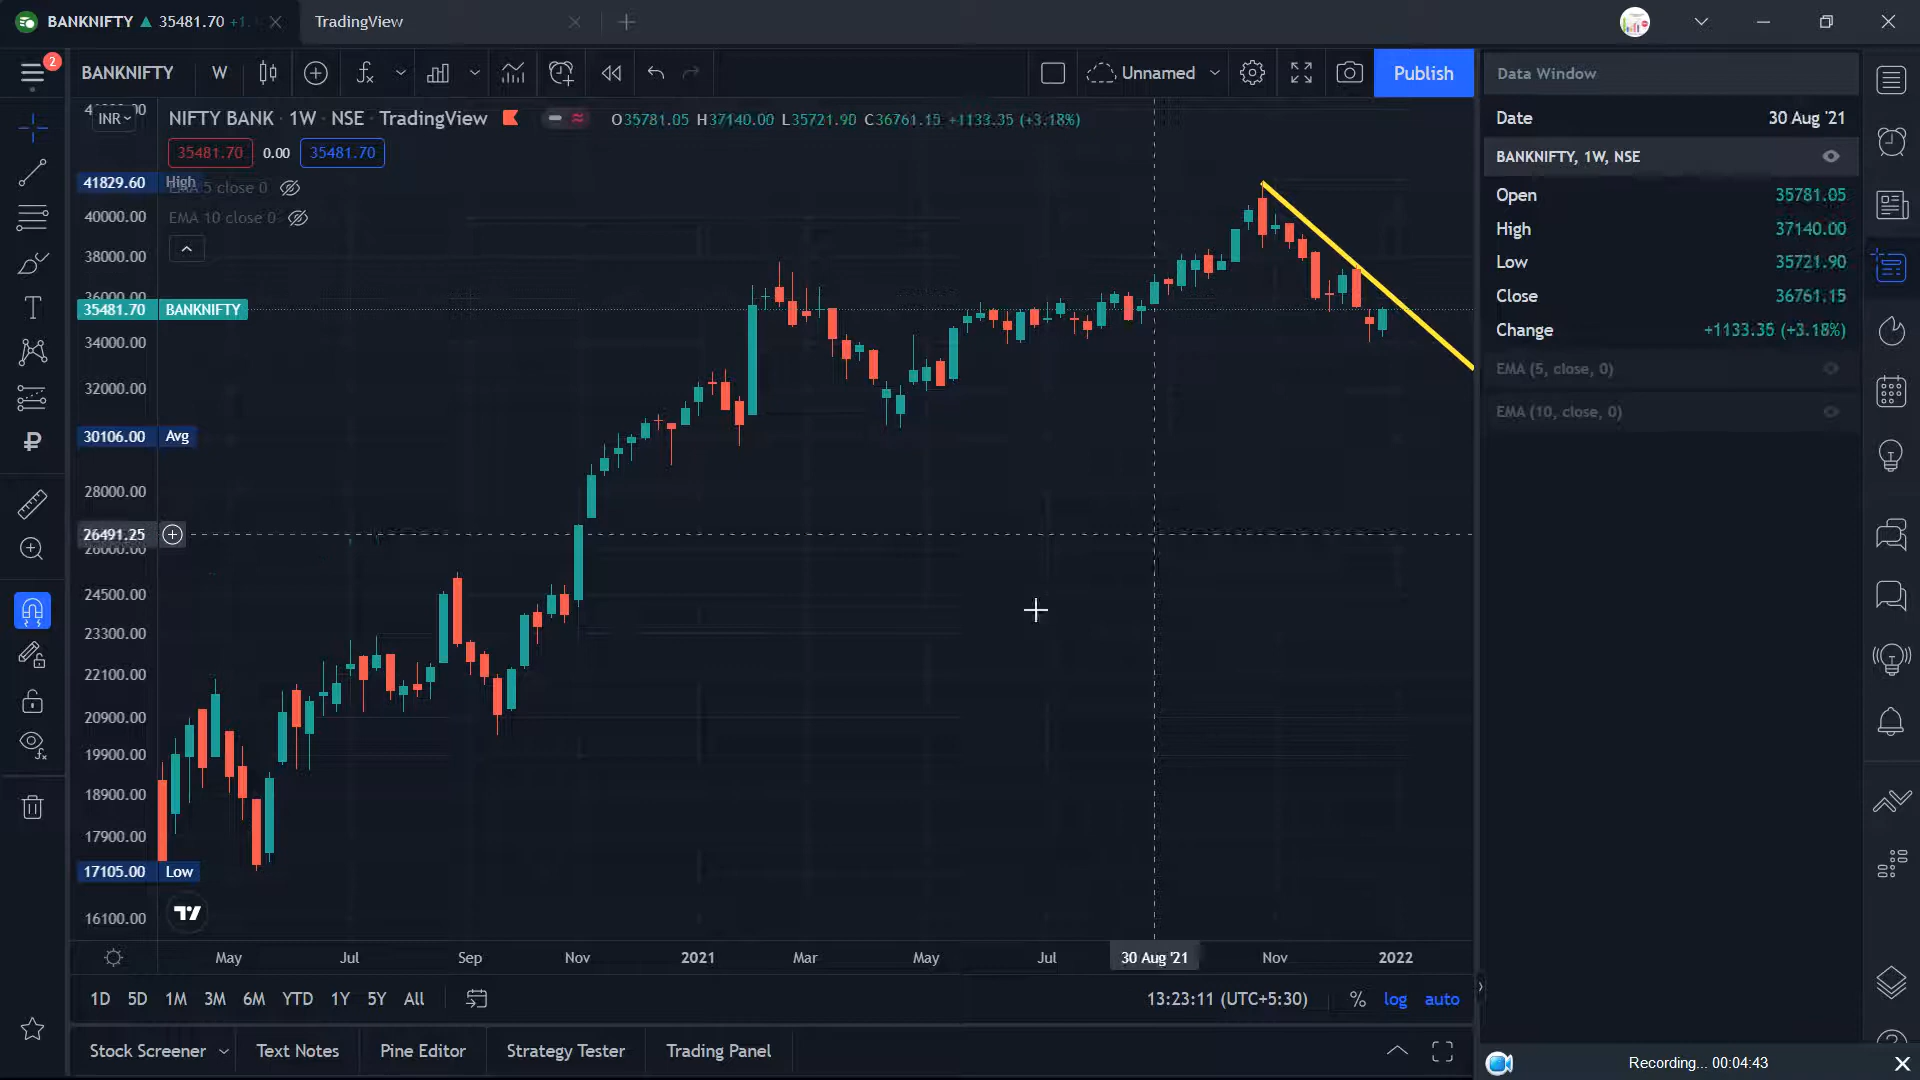 BANKNIFTY ▲ 35481.70 +1.
TradingView
2
BANKNIFTY W
Unnamed
Publish
Data Window
INR
NIFTY BANK · 1W · NSE TradingView
O35781.05 H37140.00 L35721.90 C36761.15 +1133.35 (+3.18%)
35481.70 0.00 35481.70
EMA 5 close 0
EMA 10 close 0
41829.60 High
40000.00
38000.00
36000.00
35481.70 BANKNIFTY
34000.00
32000.00
30106.00 Avg
28000.00
26491.25
26000.00
24500.00
23300.00
22100.00
20900.00
19900.00
18900.00
17900.00
17105.00 Low
16100.00
May Jul Sep Nov 2021 Mar May Jul 30 Aug '21 Nov 2022
1D 5D 1M 3M 6M YTD 1Y 5Y All
13:23:11 (UTC+5:30) % log auto
Stock Screener Text Notes Pine Editor Strategy Tester Trading Panel
Date 30 Aug '21
BANKNIFTY, 1W, NSE
Open 35781.05
High 37140.00
Low 35721.90
Close 36761.15
Change +1133.35 (+3.18%)
EMA (5, close, 0)
EMA (10, close, 0)
Recording... 00:04:43